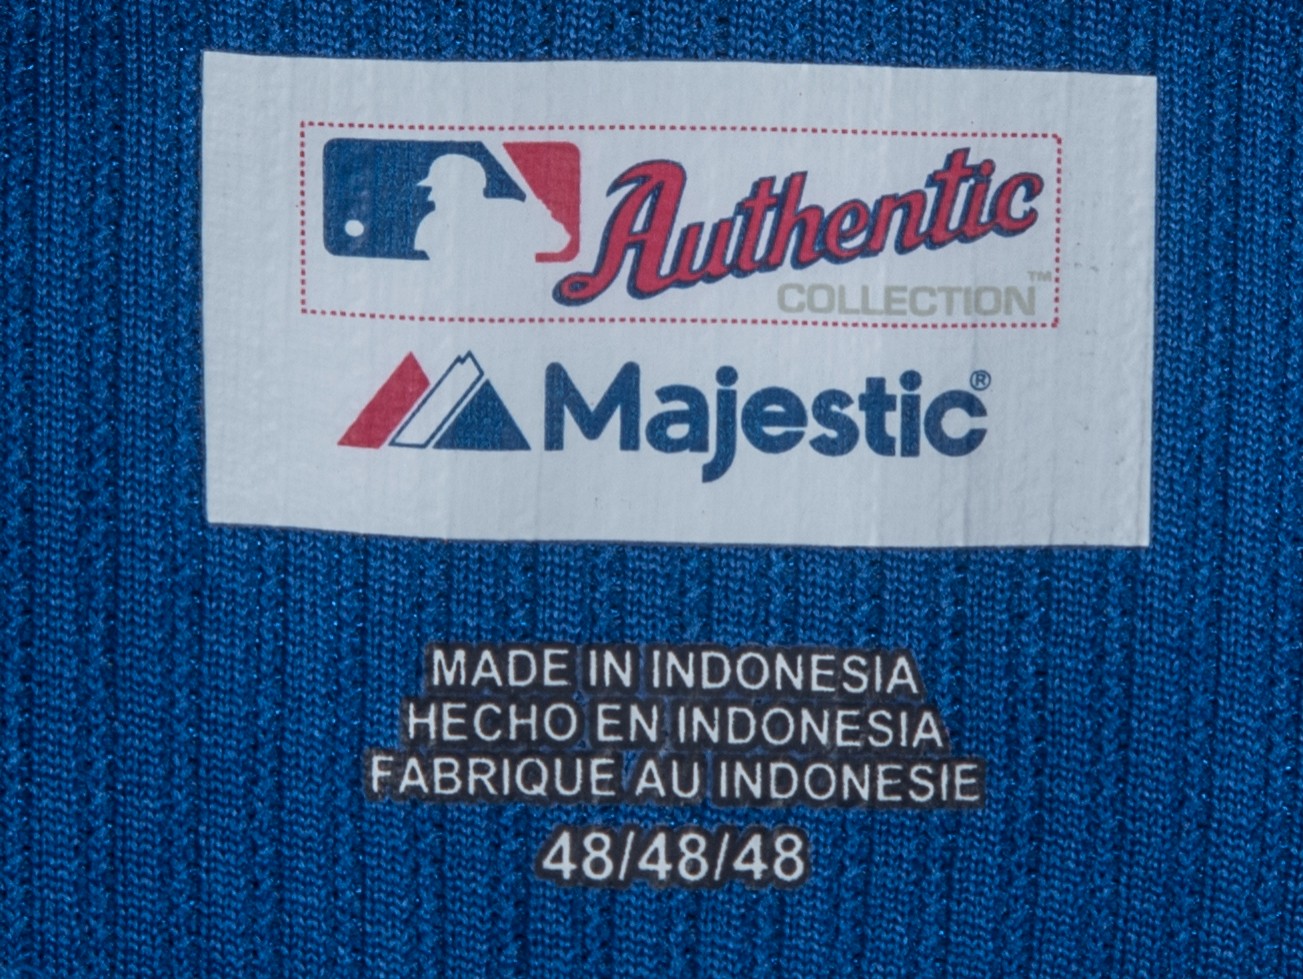 Authentic
COLLECTION™
Majestic®
MADE IN INDONESIA
HECHO EN INDONESIA
FABRIQUE AU INDONESIE
48/48/48